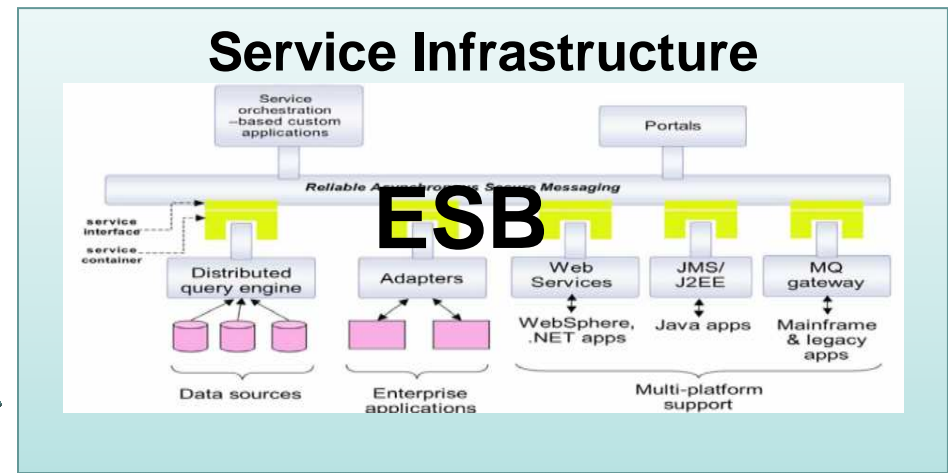 Service Infrastructure
Service
orchestration
–based custom
applications
Portals
Reliable Asynchronous Secure Messaging
ESB
service
interface
service
container
Distributed
query engine
Adapters
Web
Services
JMS/
J2EE
MQ
gateway
WebSphere,
.NET apps
Java apps
Mainframe
& legacy
apps
Data sources
Enterprise
applications
Multi-platform
support